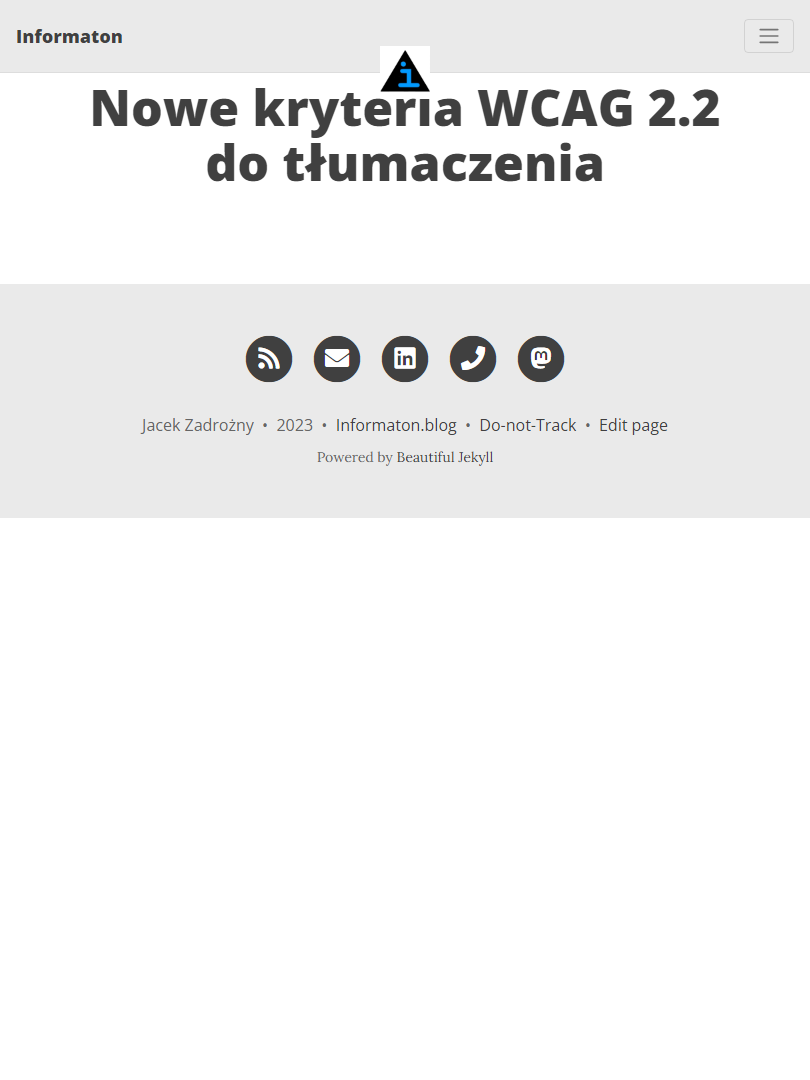 Informaton
Nowe kryteria WCAG 2.2
do tłumaczenia
Jacek Zadrożny • 2023 • Informaton.blog • Do-not-Track • Edit page
Powered by Beautiful Jekyll